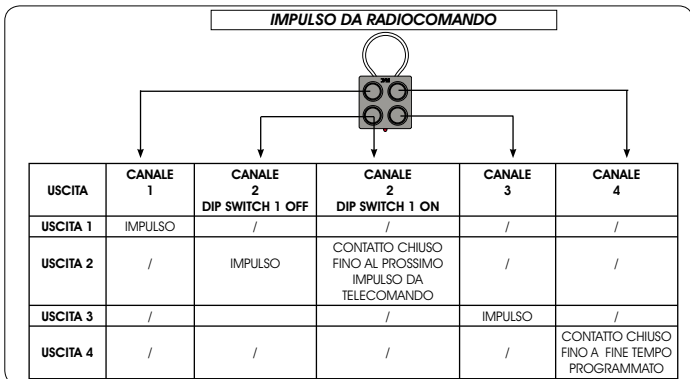 IMPULSO DA RADIOCOMANDO
USCITA
CANALE
1
CANALE
2
DIP SWITCH 1 OFF
CANALE
2
DIP SWITCH 1 ON
CANALE
3
CANALE
4
USCITA 1 IMPULSO / / / /
USCITA 2 / IMPULSO
CONTATTO CHIUSO
FINO AL PROSSIMO
IMPULSO DA
TELECOMANDO
/ /
USCITA 3 / / IMPULSO /
USCITA 4 / / / /
CONTATTO CHIUSO
FINO A FINE TEMPO
PROGRAMMATO